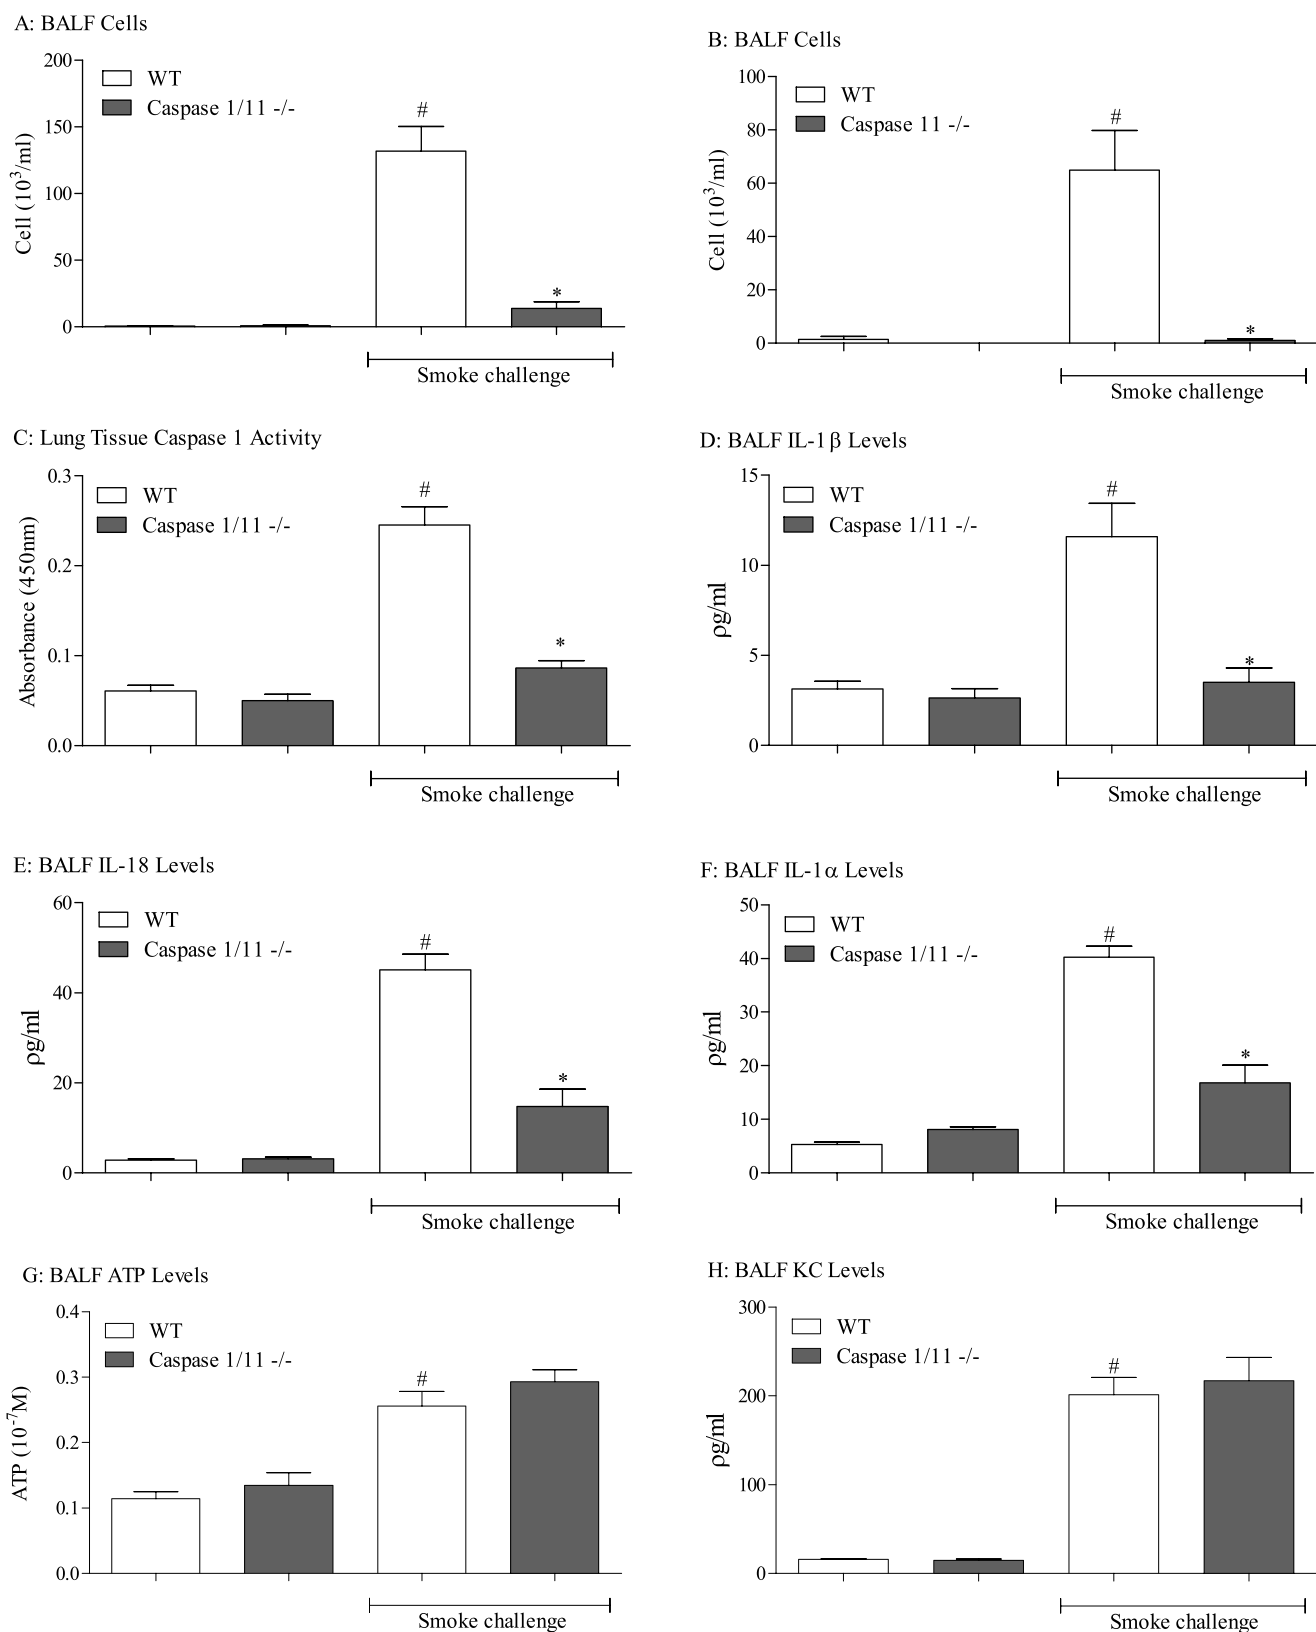 A: BALF Cells
200
150
100
50
0
Cell (10³/ml)
WT
Caspase 1/11 -/-
#
*
Smoke challenge
B: BALF Cells
100
80
60
40
20
0
Cell (10³/ml)
WT
Caspase 11 -/-
#
*
Smoke challenge
C: Lung Tissue Caspase 1 Activity
0.3
0.2
0.1
0.0
Absorbance (450nm)
WT
Caspase 1/11 -/-
#
*
Smoke challenge
D: BALF IL-1β Levels
15
10
5
0
ρg/ml
WT
Caspase 1/11 -/-
#
*
Smoke challenge
E: BALF IL-18 Levels
60
40
20
0
ρg/ml
WT
Caspase 1/11 -/-
#
*
Smoke challenge
F: BALF IL-1α Levels
50
40
30
20
10
0
ρg/ml
WT
Caspase 1/11 -/-
#
*
Smoke challenge
G: BALF ATP Levels
0.4
0.3
0.2
0.1
0.0
ATP (10⁻⁷M)
WT
Caspase 1/11 -/-
#
Smoke challenge
H: BALF KC Levels
300
200
100
0
ρg/ml
WT
Caspase 1/11 -/-
#
Smoke challenge